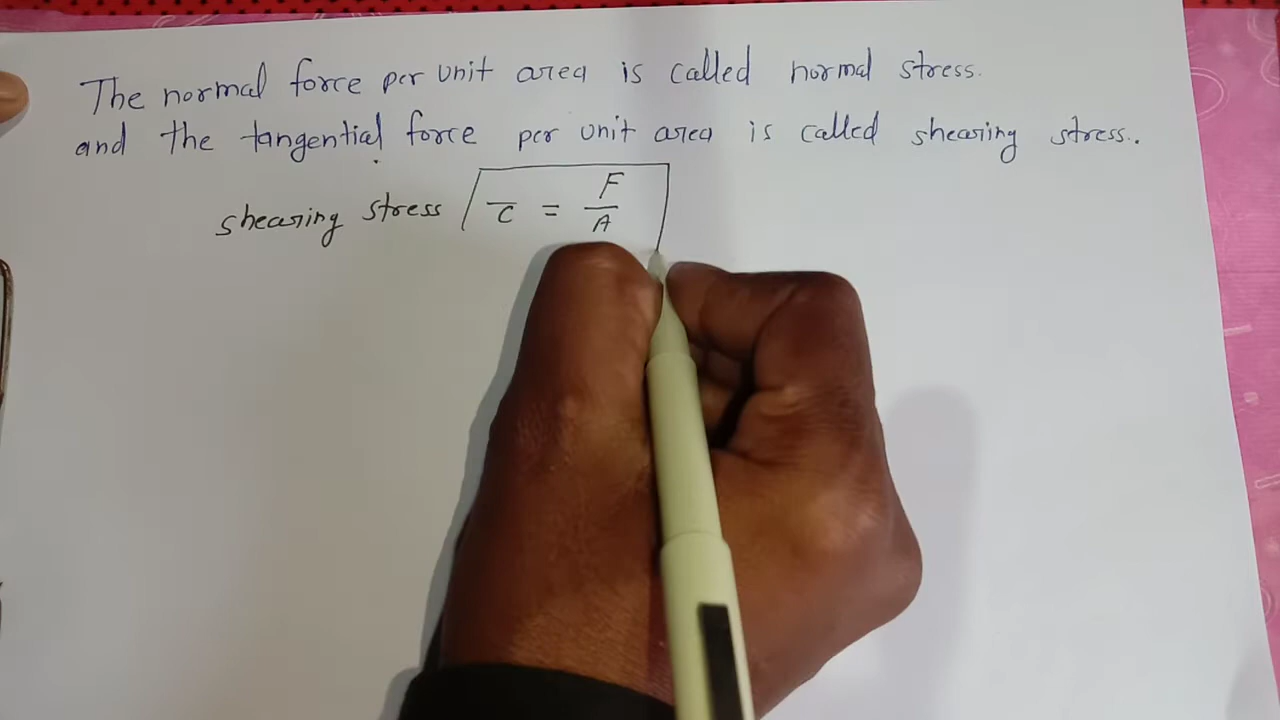 The normal force per unit area is called normal stress.
and the tangential force per unit area is called shearing stress..
shearing stress τ = F/A